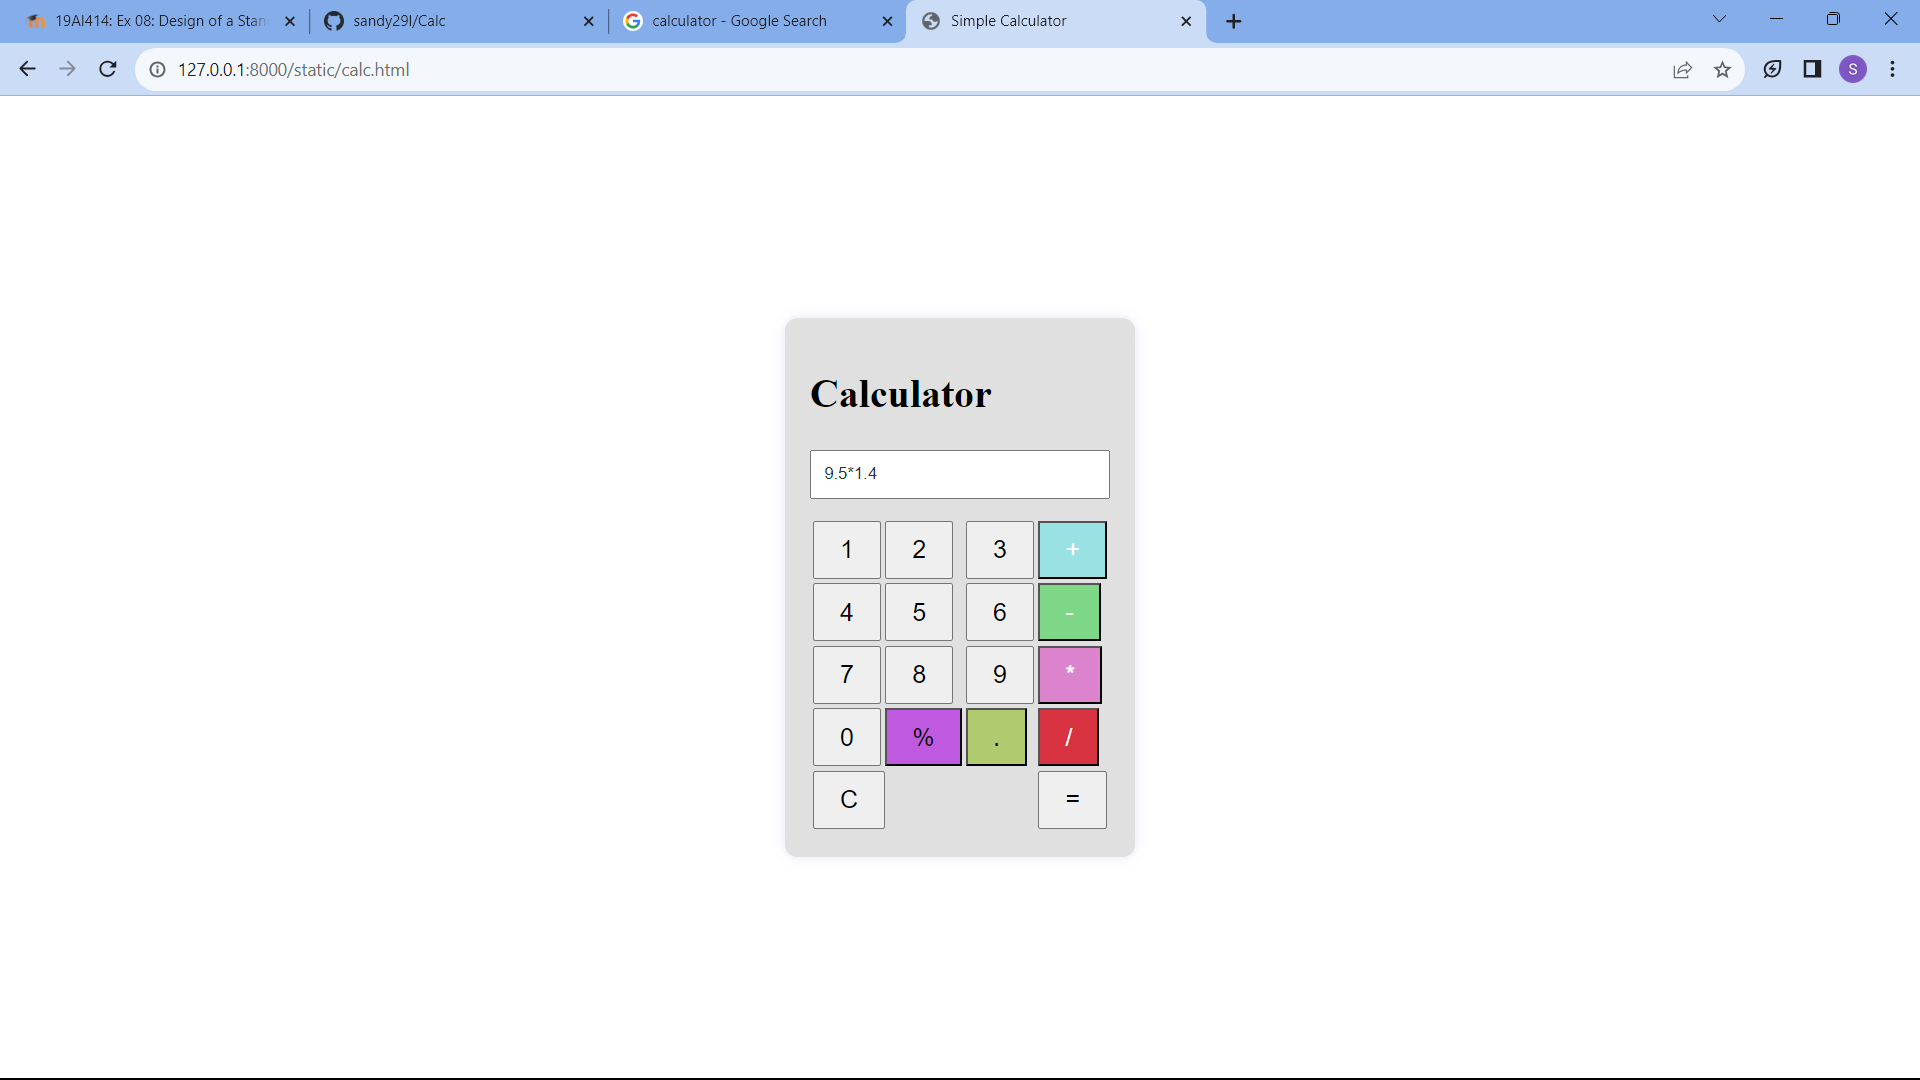 19AI414: Ex 08: Design of a Stan
sandy29l/Calc
calculator - Google Search
Simple Calculator
127.0.0.1:8000/static/calc.html
S
Calculator
9.5*1.4
1 2 3 +
4 5 6 -
7 8 9 *
0 % . /
C =